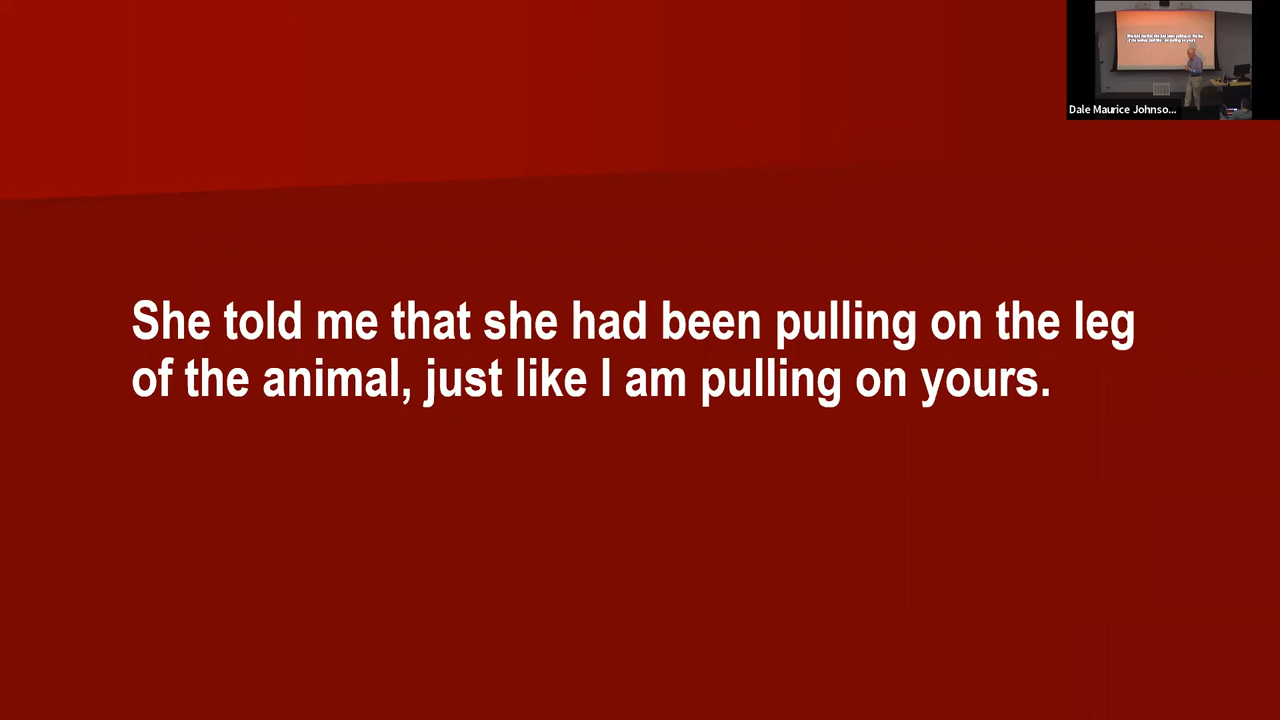 Dale Maurice Johnso...
She told me that she had been pulling on the leg
of the animal, just like I am pulling on yours.